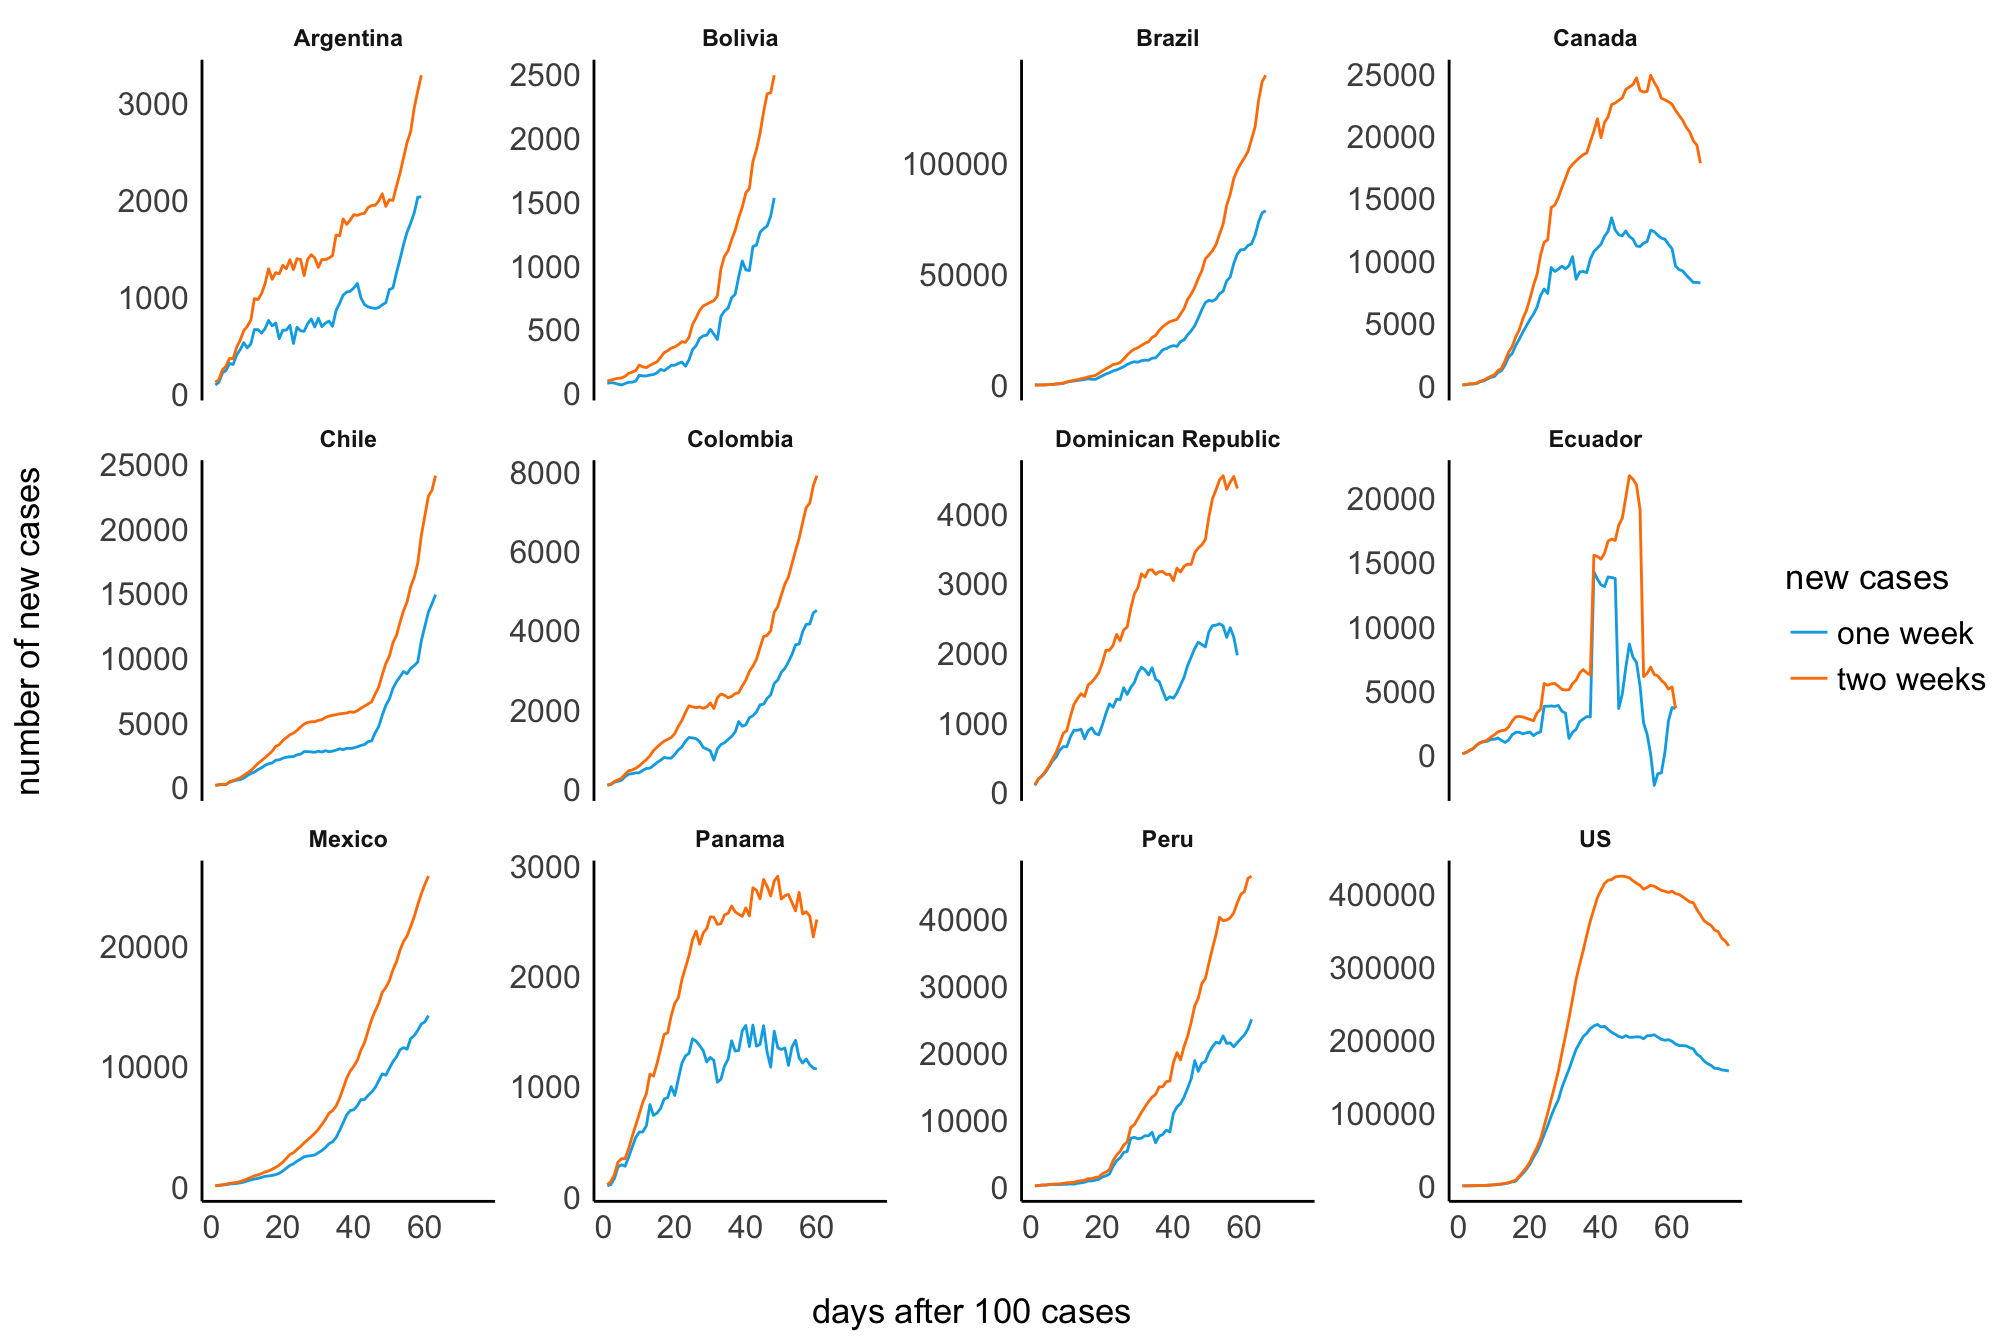 Argentina
Bolivia
Brazil
Canada
3000
2000
1000
0
2500
2000
1500
1000
500
0
100000
50000
0
25000
20000
15000
10000
5000
0
Chile
Colombia
Dominican Republic
Ecuador
25000
20000
15000
10000
5000
0
8000
6000
4000
2000
0
4000
3000
2000
1000
0
20000
15000
10000
5000
0
Mexico
Panama
Peru
US
20000
10000
0
3000
2000
1000
0
40000
30000
20000
10000
0
400000
300000
200000
100000
0
0 20 40 60
0 20 40 60
0 20 40 60
0 20 40 60
number of new cases
days after 100 cases
new cases
one week
two weeks